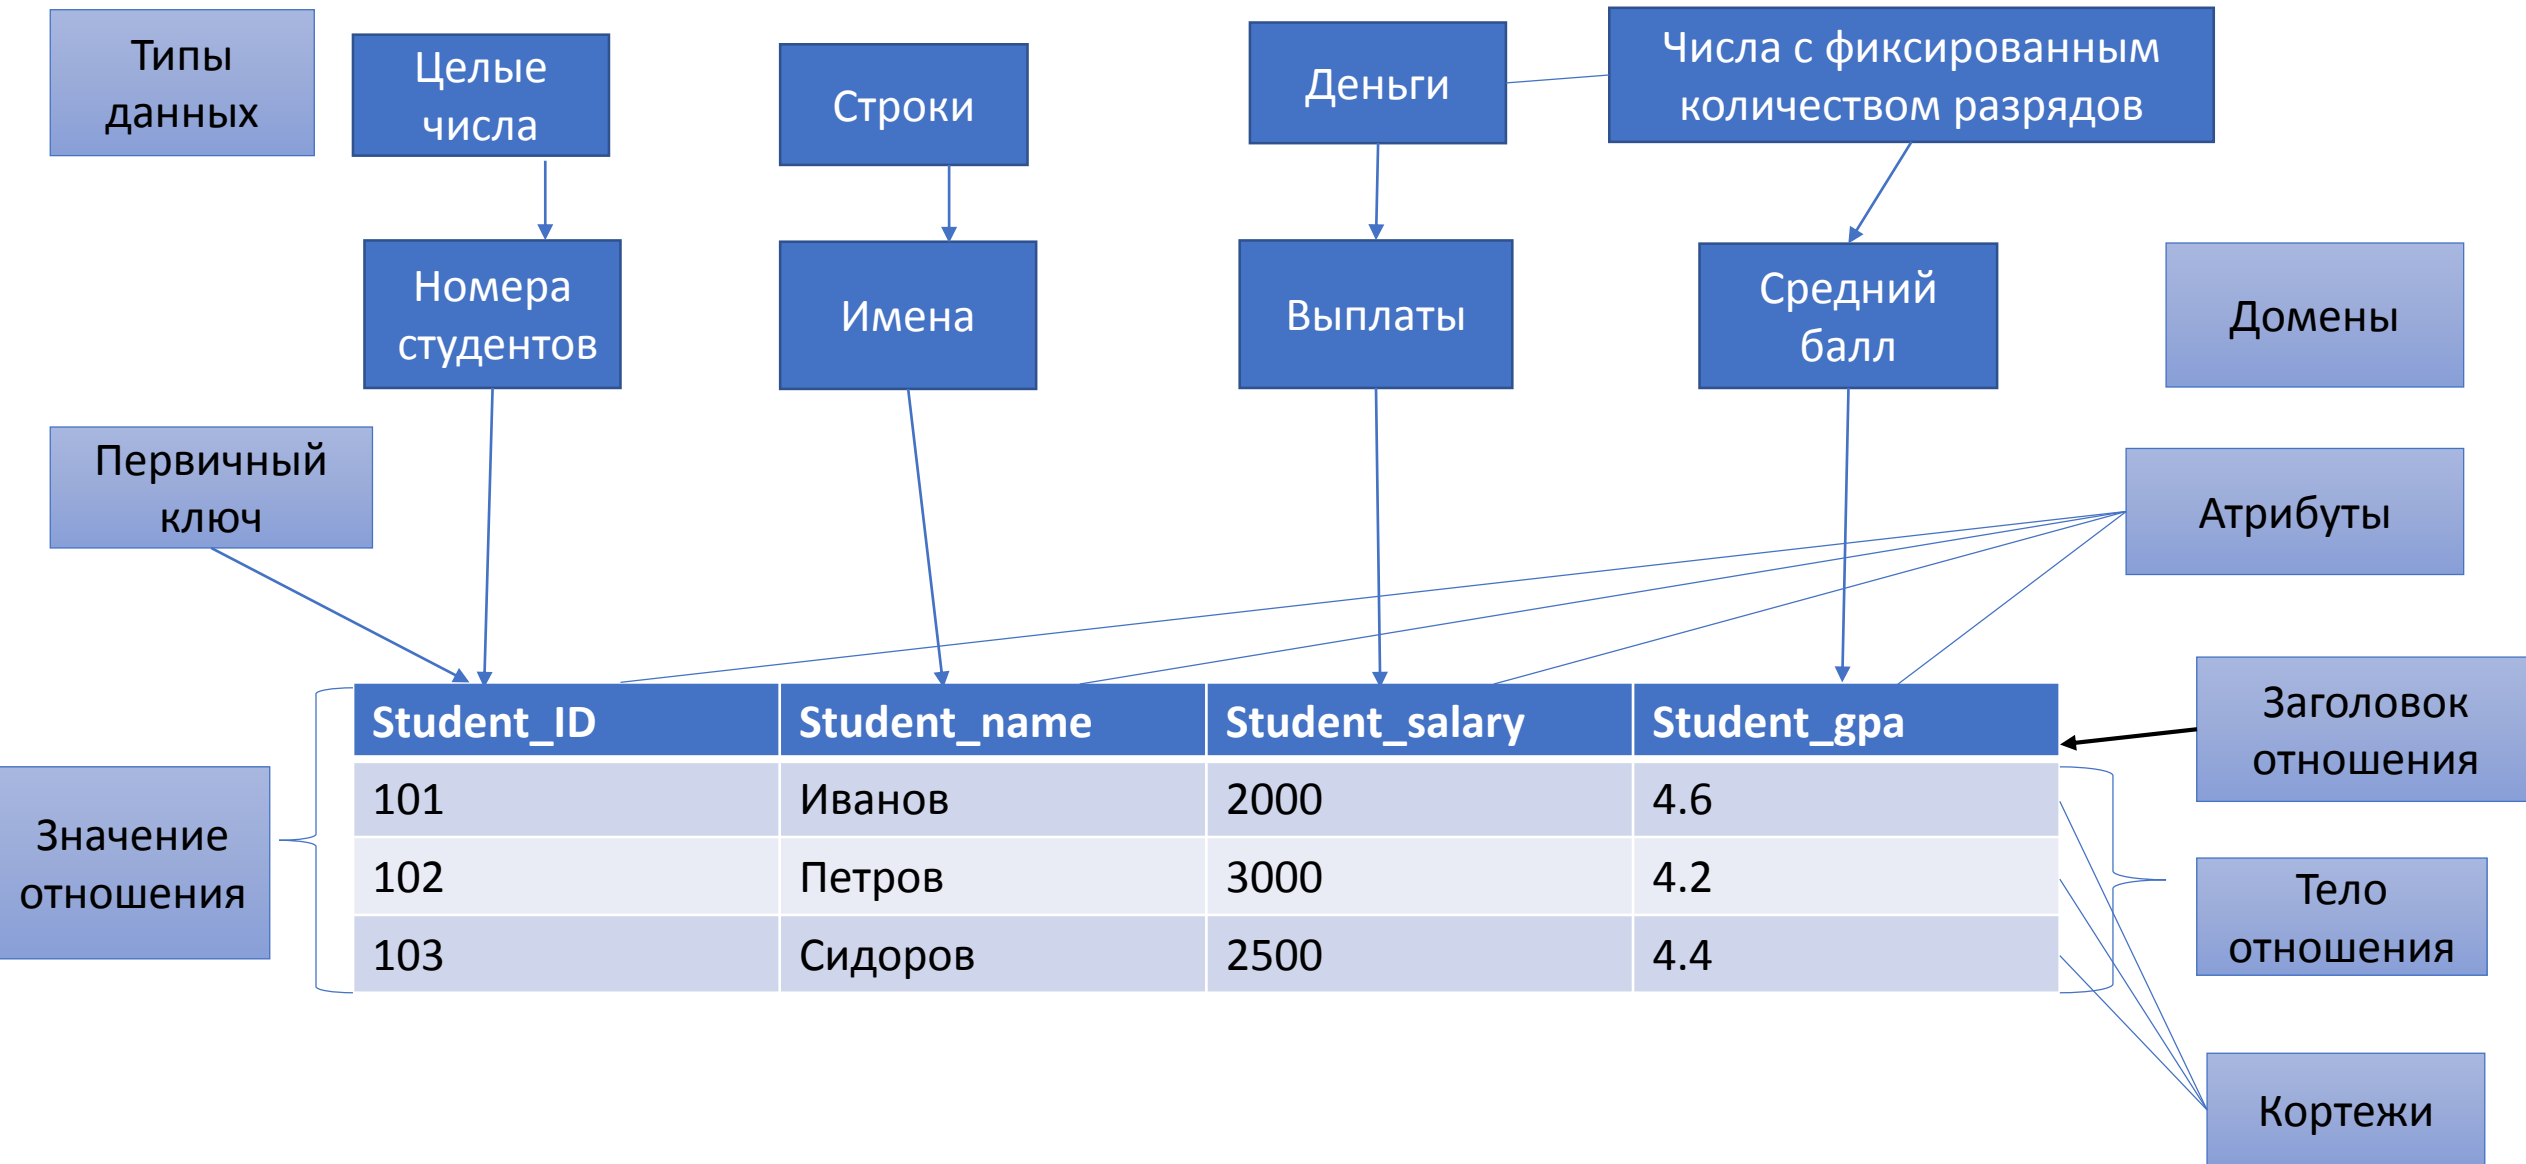 Типы
данных
Целые
числа
Строки
Деньги
Числа с фиксированным
количеством разрядов
Номера
студентов
Имена
Выплаты
Средний
балл
Домены
Первичный
ключ
Атрибуты
Student_ID Student_name Student_salary Student_gpa
101 Иванов 2000 4.6
102 Петров 3000 4.2
103 Сидоров 2500 4.4
Заголовок
отношения
Значение
отношения
Тело
отношения
Кортежи